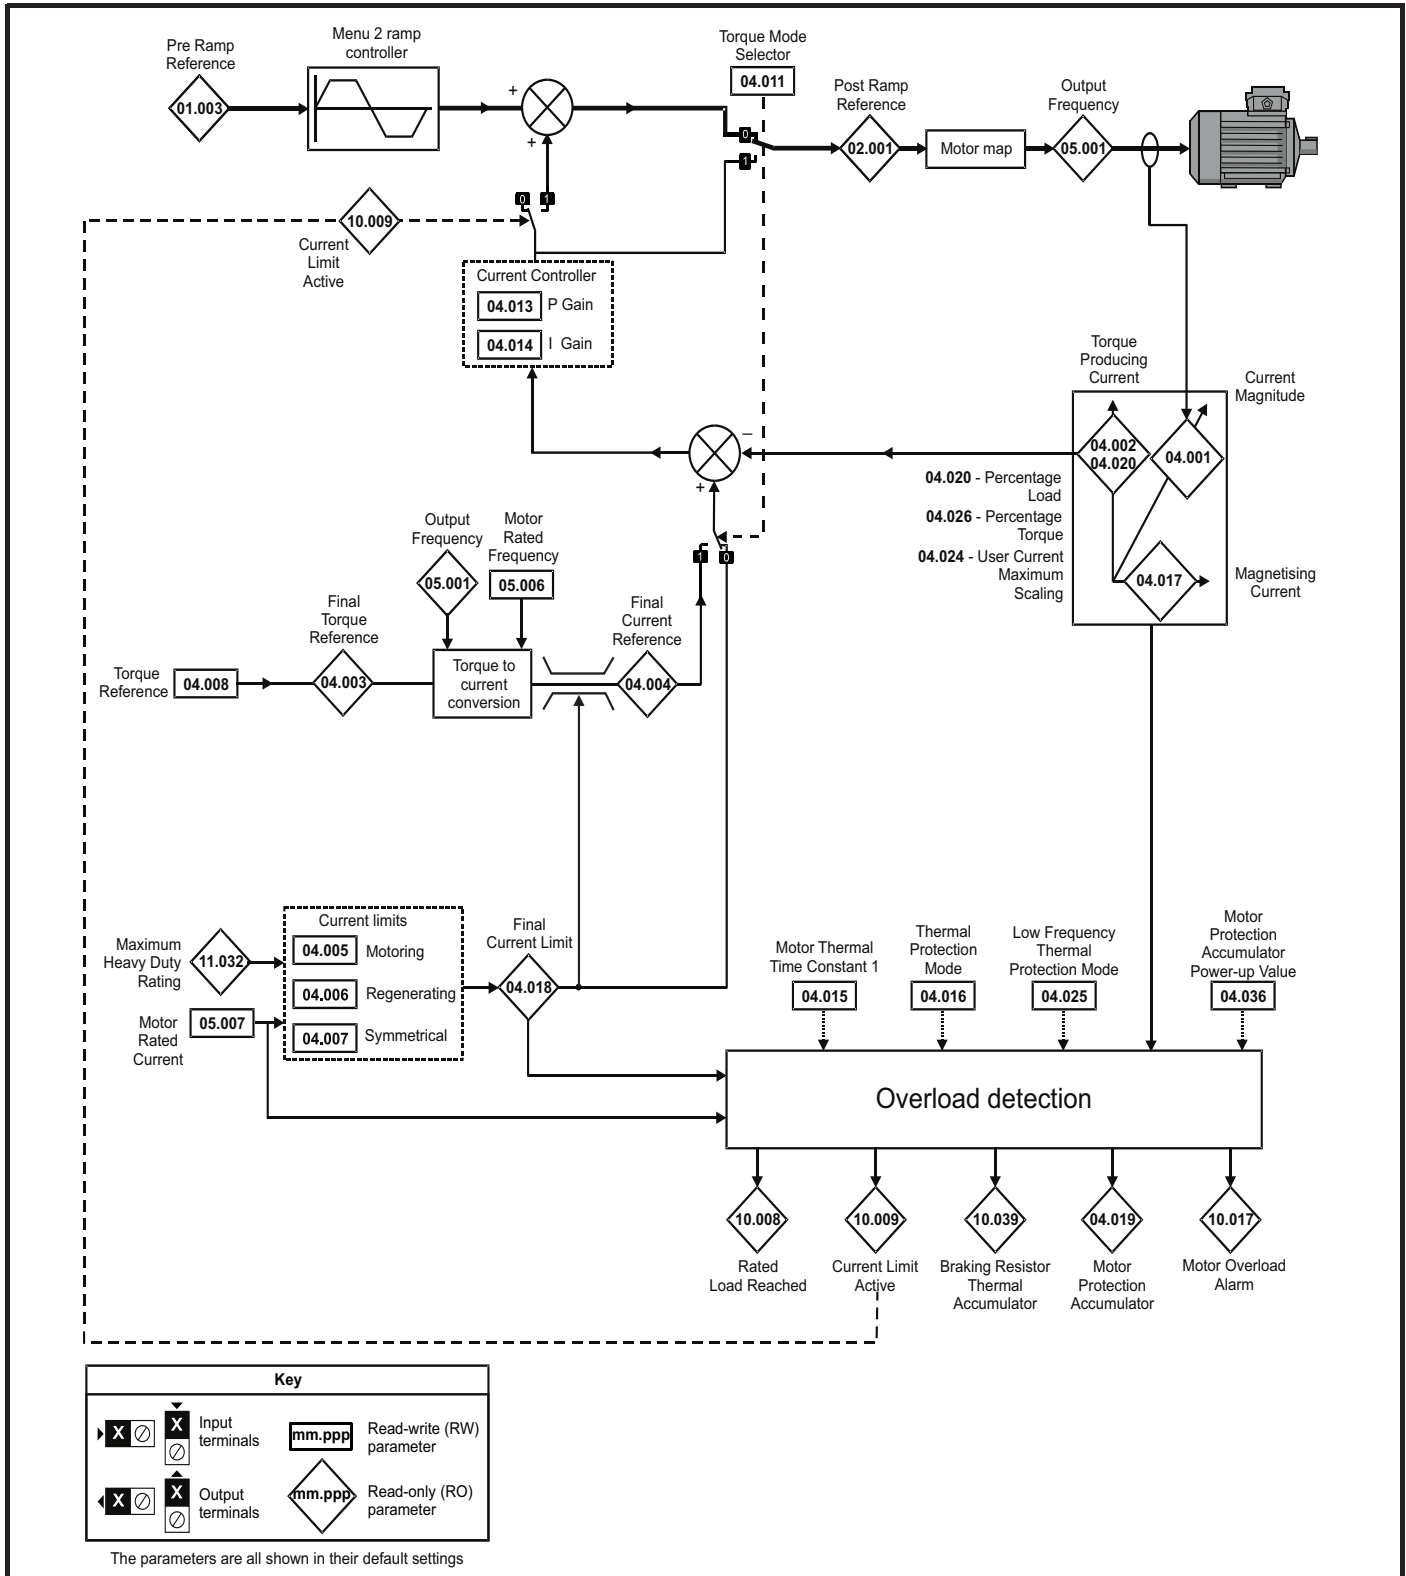 Pre Ramp
Reference
01.003
Menu 2 ramp
controller
+
+
Torque Mode
Selector
04.011
0
1
Post Ramp
Reference
02.001
Motor map
Output
Frequency
05.001
0
1
10.009
Current
Limit
Active
Current Controller
04.013 P Gain
04.014 I Gain
Torque
Producing
Current
Current
Magnitude
04.002
04.020
04.001
04.017
Magnetising
Current
–
+
04.020 - Percentage
Load
04.026 - Percentage
Torque
04.024 - User Current
Maximum
Scaling
1
0
Output
Frequency
05.001
Motor
Rated
Frequency
05.006
Final
Torque
Reference
Final
Current
Reference
Torque
Reference
04.008
04.003
Torque to
current
conversion
04.004
Maximum
Heavy Duty
Rating
11.032
Motor
Rated
Current
05.007
Current limits
04.005 Motoring
04.006 Regenerating
04.007 Symmetrical
Final
Current Limit
04.018
Motor Thermal
Time Constant 1
04.015
Thermal
Protection
Mode
04.016
Low Frequency
Thermal
Protection Mode
04.025
Motor
Protection
Accumulator
Power-up Value
04.036
Overload detection
10.008
Rated
Load Reached
10.009
Current Limit
Active
10.039
Braking Resistor
Thermal
Accumulator
04.019
Motor
Protection
Accumulator
10.017
Motor Overload
Alarm
Key
X
X
Input
terminals
mm.ppp
Read-write (RW)
parameter
X
X
Output
terminals
mm.ppp
Read-only (RO)
parameter
The parameters are all shown in their default settings